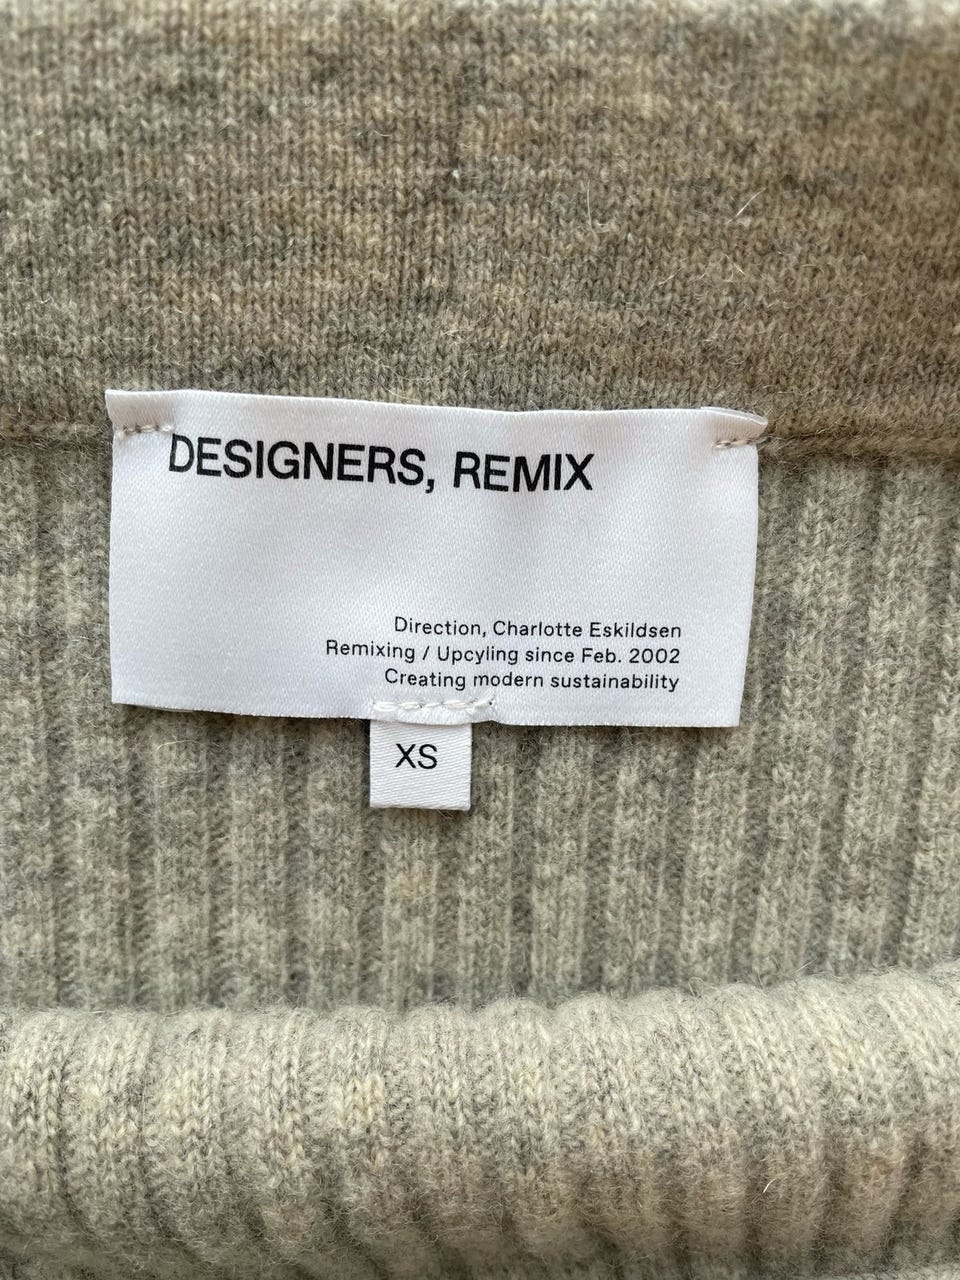 DESIGNERS, REMIX
Direction, Charlotte Eskildsen
Remixing / Upcyling since Feb. 2002
Creating modern sustainability
XS